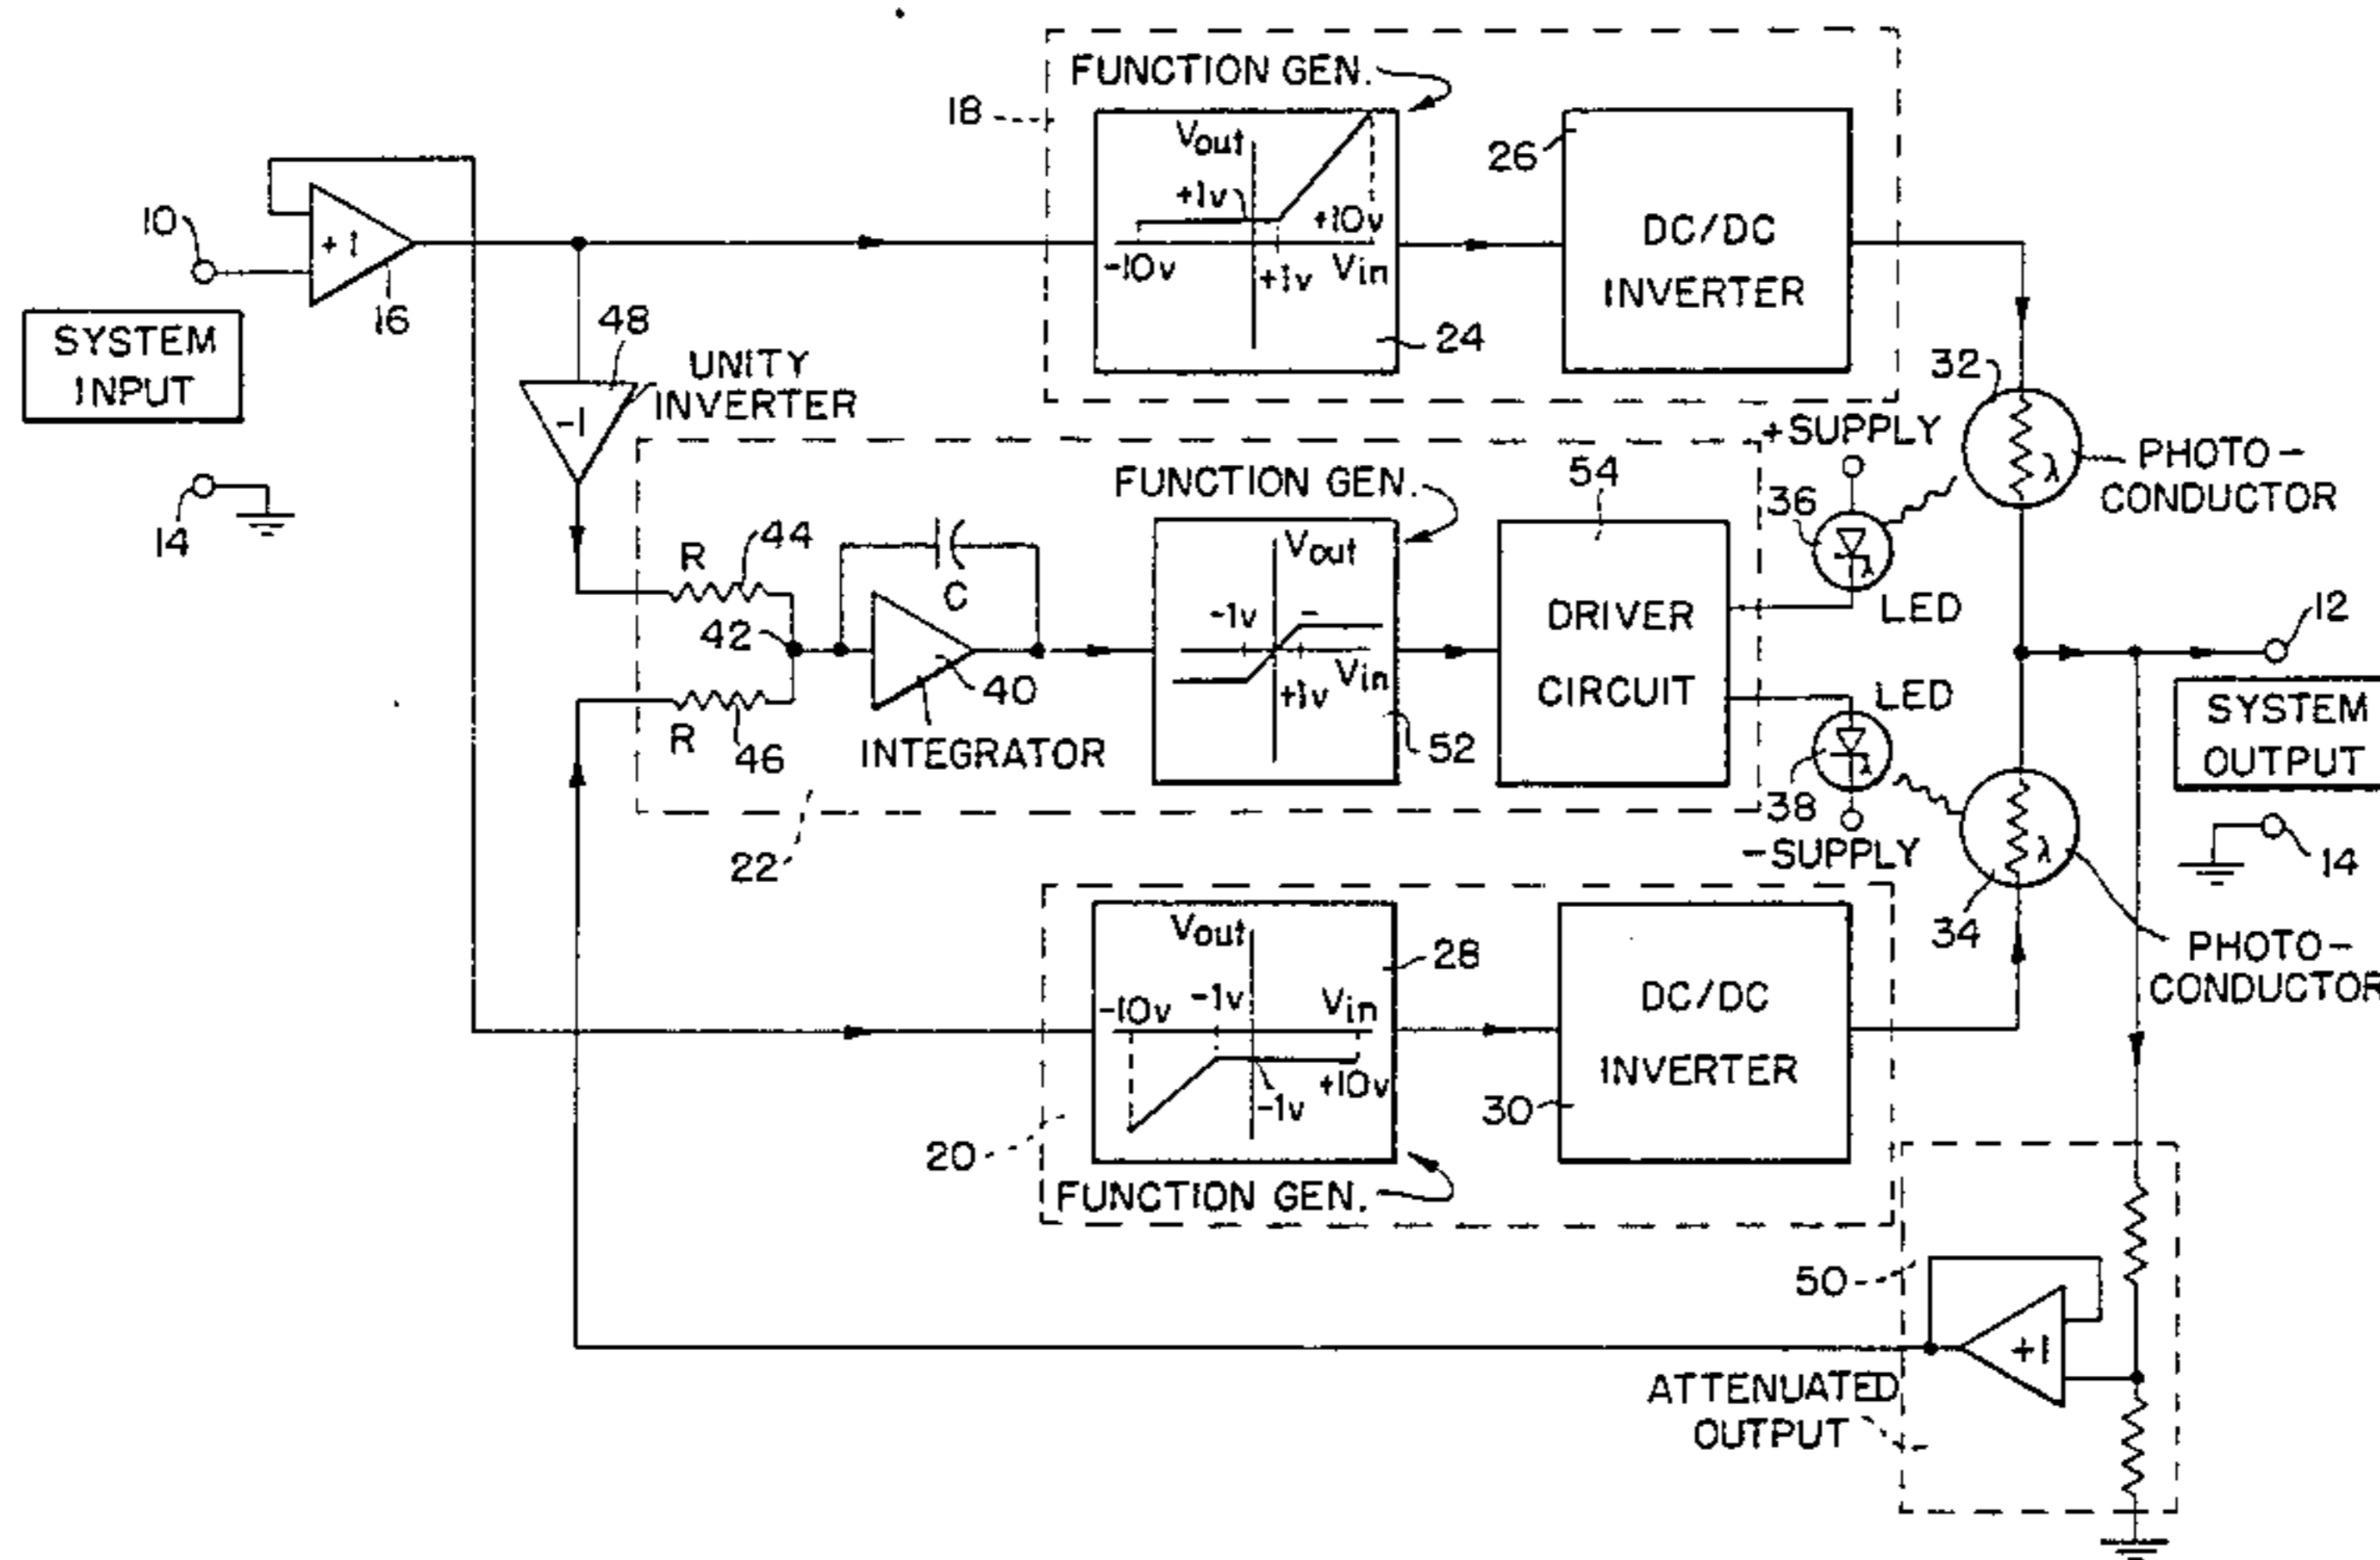 FUNCTION GEN.
18
Vout
+1v
+10v
-10v
+1v
Vin
24
26
DC/DC
INVERTER
10
+1
16
SYSTEM
INPUT
14
48
UNITY
INVERTER
-1
32
PHOTO-
CONDUCTOR
λ
+SUPPLY
36
λ
LED
FUNCTION GEN.
54
R
44
C
42
40
R
46
INTEGRATOR
Vout
-1v
Vin
+1v
52
DRIVER
CIRCUIT
22
LED
38
λ
-SUPPLY
12
SYSTEM
OUTPUT
14
λ
34
PHOTO-
CONDUCTOR
Vout
28
-10v
-1v
Vin
+10v
-1v
DC/DC
INVERTER
30
20
FUNCTION GEN.
50
+1
ATTENUATED
OUTPUT